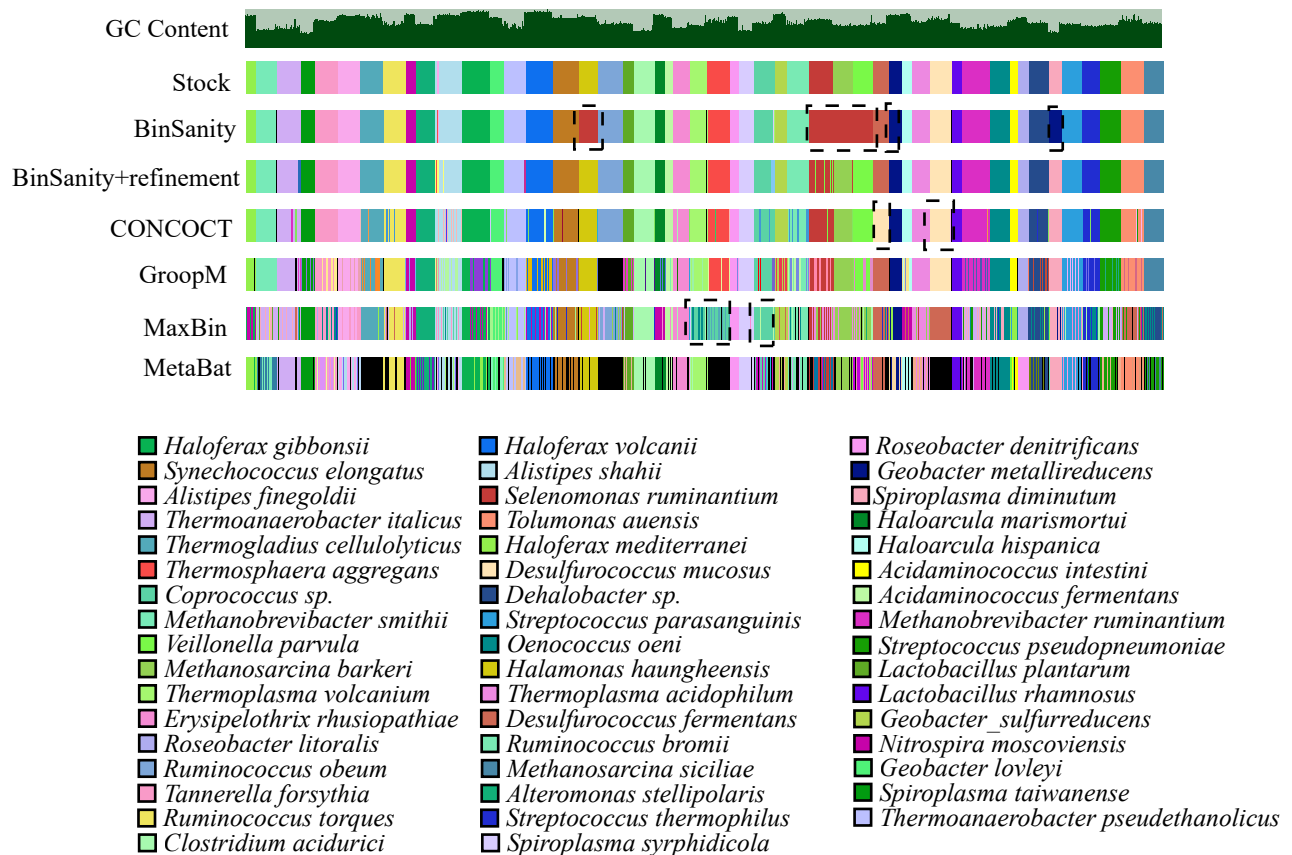 GC Content
Stock
BinSanity
BinSanity+refinement
CONCOCT
GroopM
MaxBin
MetaBat
Haloferax gibbonsii
Synechococcus elongatus
Alistipes finegoldii
Thermoanaerobacter italicus
Thermogladius cellulolyticus
Thermosphaera aggregans
Coprococcus sp.
Methanobrevibacter smithii
Veillonella parvula
Methanosarcina barkeri
Thermoplasma volcanium
Erysipelothrix rhusiopathiae
Roseobacter litoralis
Ruminococcus obeum
Tannerella forsythia
Ruminococcus torques
Clostridium acidurici
Haloferax volcanii
Alistipes shahii
Selenomonas ruminantium
Tolumonas auensis
Haloferax mediterranei
Desulfurococcus mucosus
Dehalobacter sp.
Streptococcus parasanguinis
Oenococcus oeni
Halamonas haungheensis
Thermoplasma acidophilum
Desulfurococcus fermentans
Ruminococcus bromii
Methanosarcina siciliae
Alteromonas stellipolaris
Streptococcus thermophilus
Spiroplasma syrphidicola
Roseobacter denitrificans
Geobacter metallireducens
Spiroplasma diminutum
Haloarcula marismortui
Haloarcula hispanica
Acidaminococcus intestini
Acidaminococcus fermentans
Methanobrevibacter ruminantium
Streptococcus pseudopneumoniae
Lactobacillus plantarum
Lactobacillus rhamnosus
Geobacter_sulfurreducens
Nitrospira moscoviensis
Geobacter lovleyi
Spiroplasma taiwanense
Thermoanaerobacter pseudethanolicus